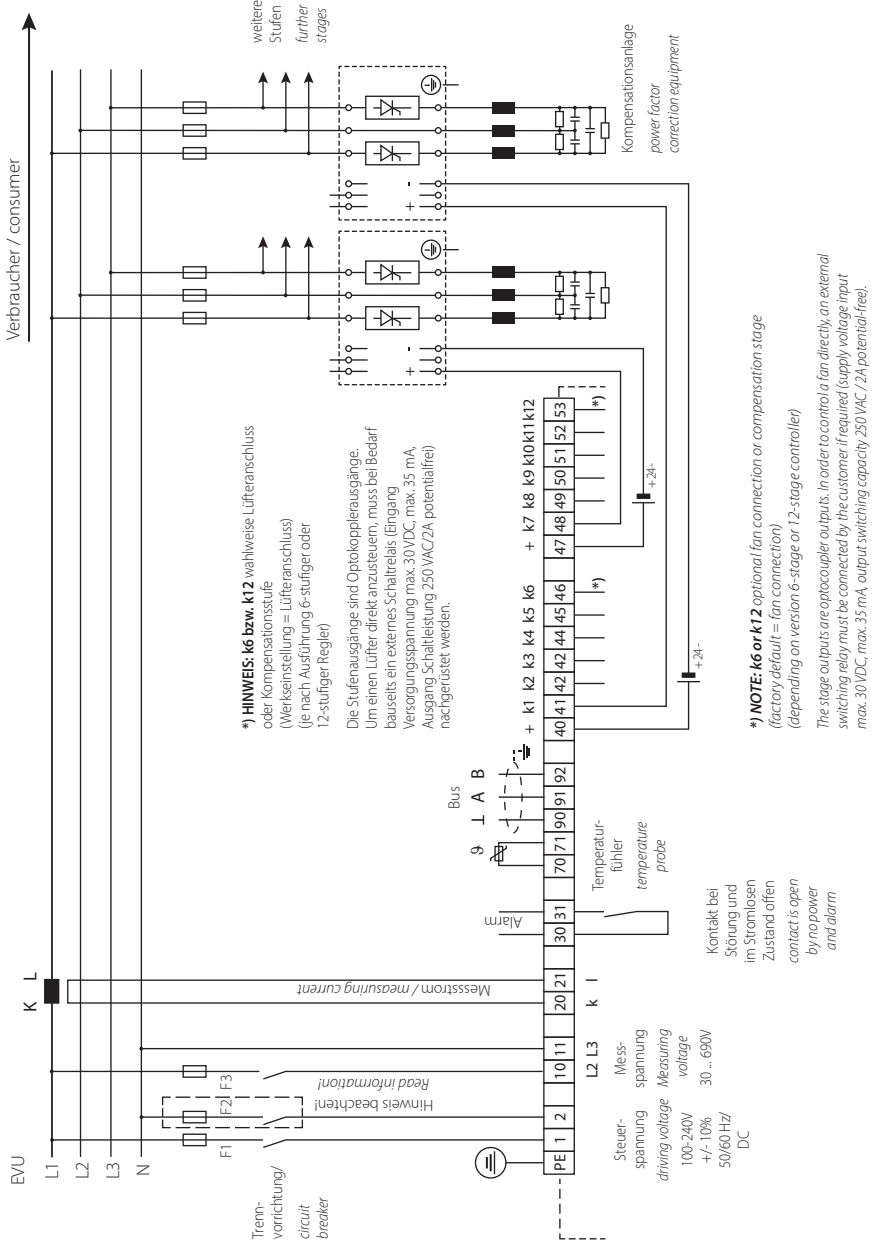 EVU
Verbraucher / consumer
L1
L2
L3
N
K L
Trenn-
vorrichtung/
circuit
breaker
F1
F2
F3
Hinweis beachten!
Read information!
Messstrom / measuring current
Alarm
ϑ
Bus
⊥ A B
*) HINWEIS: k6 bzw. k12 wahlweise Lüfteranschluss
oder Kompensationsstufe
(Werkseinstellung = Lüfteranschluss)
(je nach Ausführung 6-stufiger oder
12-stufiger Regler)
Die Stufenausgänge sind Optokopplerausgänge.
Um einen Lüfter direkt anzusteuern, muss bei Bedarf
bauseits ein externes Schaltrelais (Eingang
Versorgungsspannung max. 30 VDC, max. 35 mA,
Ausgang Schaltleistung 250 VAC/2A potentialfrei)
nachgerüstet werden.
weitere
Stufen
further
stages
+ -
+ -
+ k1 k2 k3 k4 k5 k6
+ k7 k8 k9 k10 k11 k12
PE 1 2 10 11 20 21 30 31 70 71 90 91 92 40 41 42 42 44 45 46 47 48 49 50 51 52 53
L2 L3
k l
*)
*)
Steuer-
spannung
driving voltage
100-240V
+/- 10%
50/60 Hz/
DC
Mess-
spannung
Measuring
voltage
30 .. 690V
Kontakt bei
Störung und
im Stromlosen
Zustand offen
contact is open
by no power
and alarm
Temperatur-
fühler
temperature
probe
+24-
+24-
Kompensationsanlage
power factor
correction equipment
*) NOTE: k6 or k12 optional fan connection or compensation stage
(factory default = fan connection)
(depending on version 6-stage or 12-stage controller)
The stage outputs are optocoupler outputs. In order to control a fan directly, an external
switching relay must be connected by the customer if required (supply voltage input
max. 30 VDC, max. 35 mA, output switching capacity 250 VAC / 2A potential-free).